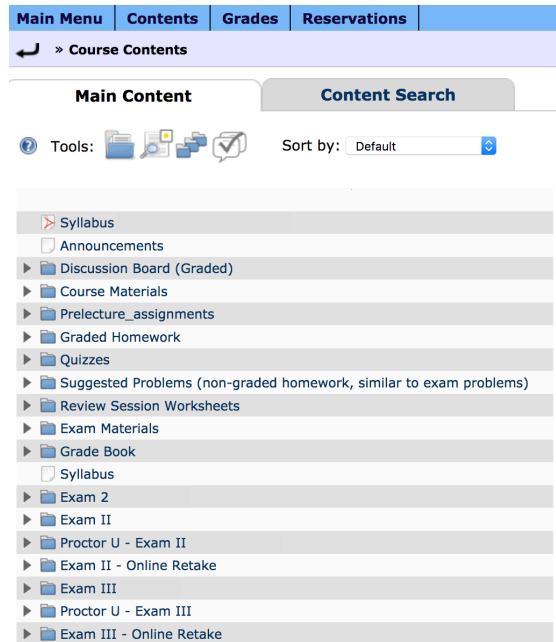 Main Menu Contents Grades Reservations
» Course Contents
Main Content Content Search
Tools: Sort by: Default
Syllabus
Announcements
Discussion Board (Graded)
Course Materials
Prelecture_assignments
Graded Homework
Quizzes
Suggested Problems (non-graded homework, similar to exam problems)
Review Session Worksheets
Exam Materials
Grade Book
Syllabus
Exam 2
Exam II
Proctor U - Exam II
Exam II - Online Retake
Exam III
Proctor U - Exam III
Exam III - Online Retake